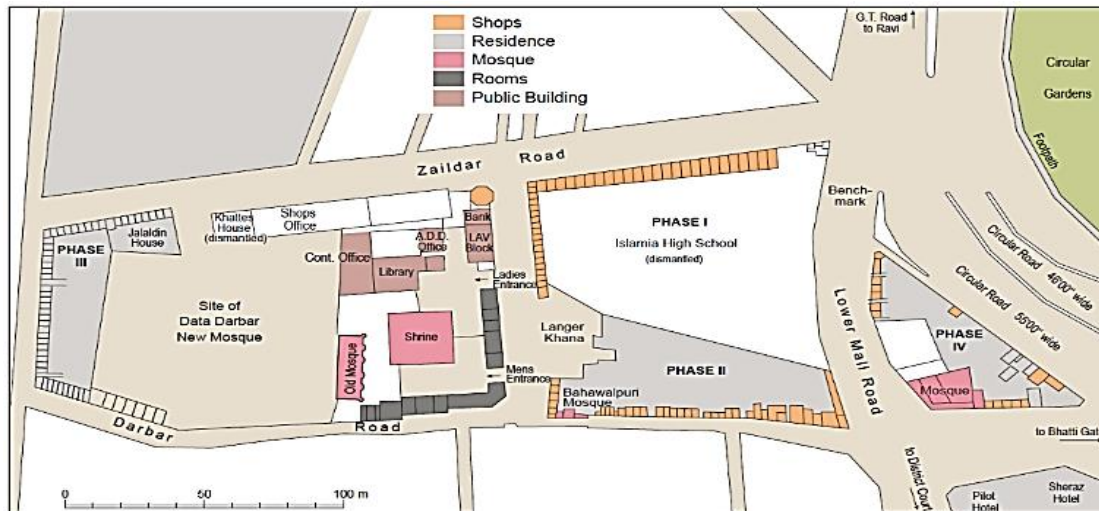 Shops
Residence
Mosque
Rooms
Public Building
G.T. Road
to Ravi
Circular
Gardens
Footpath
Zaildar Road
Bench-
mark
Khattes
House
(dismantled)
Shops
Office
Bank
LAV
Block
A.D.D.
Office
Jalaldin
House
PHASE
III
Cont. Office
Library
Ladies
Entrance
PHASE I
Islamia High School
(dismantled)
Circular Road 46'00" wide
Circular Road 55'00" wide
Site of
Data Darbar
New Mosque
Old Mosque
Shrine
Langer
Khana
Lower Mall Road
PHASE
IV
Mens
Entrance
PHASE II
Mosque
Bahawalpuri
Mosque
Darbar Road
to Bhatti Gate
to District Court
0 50 100 m
Pilot
Hotel
Sheraz
Hotel